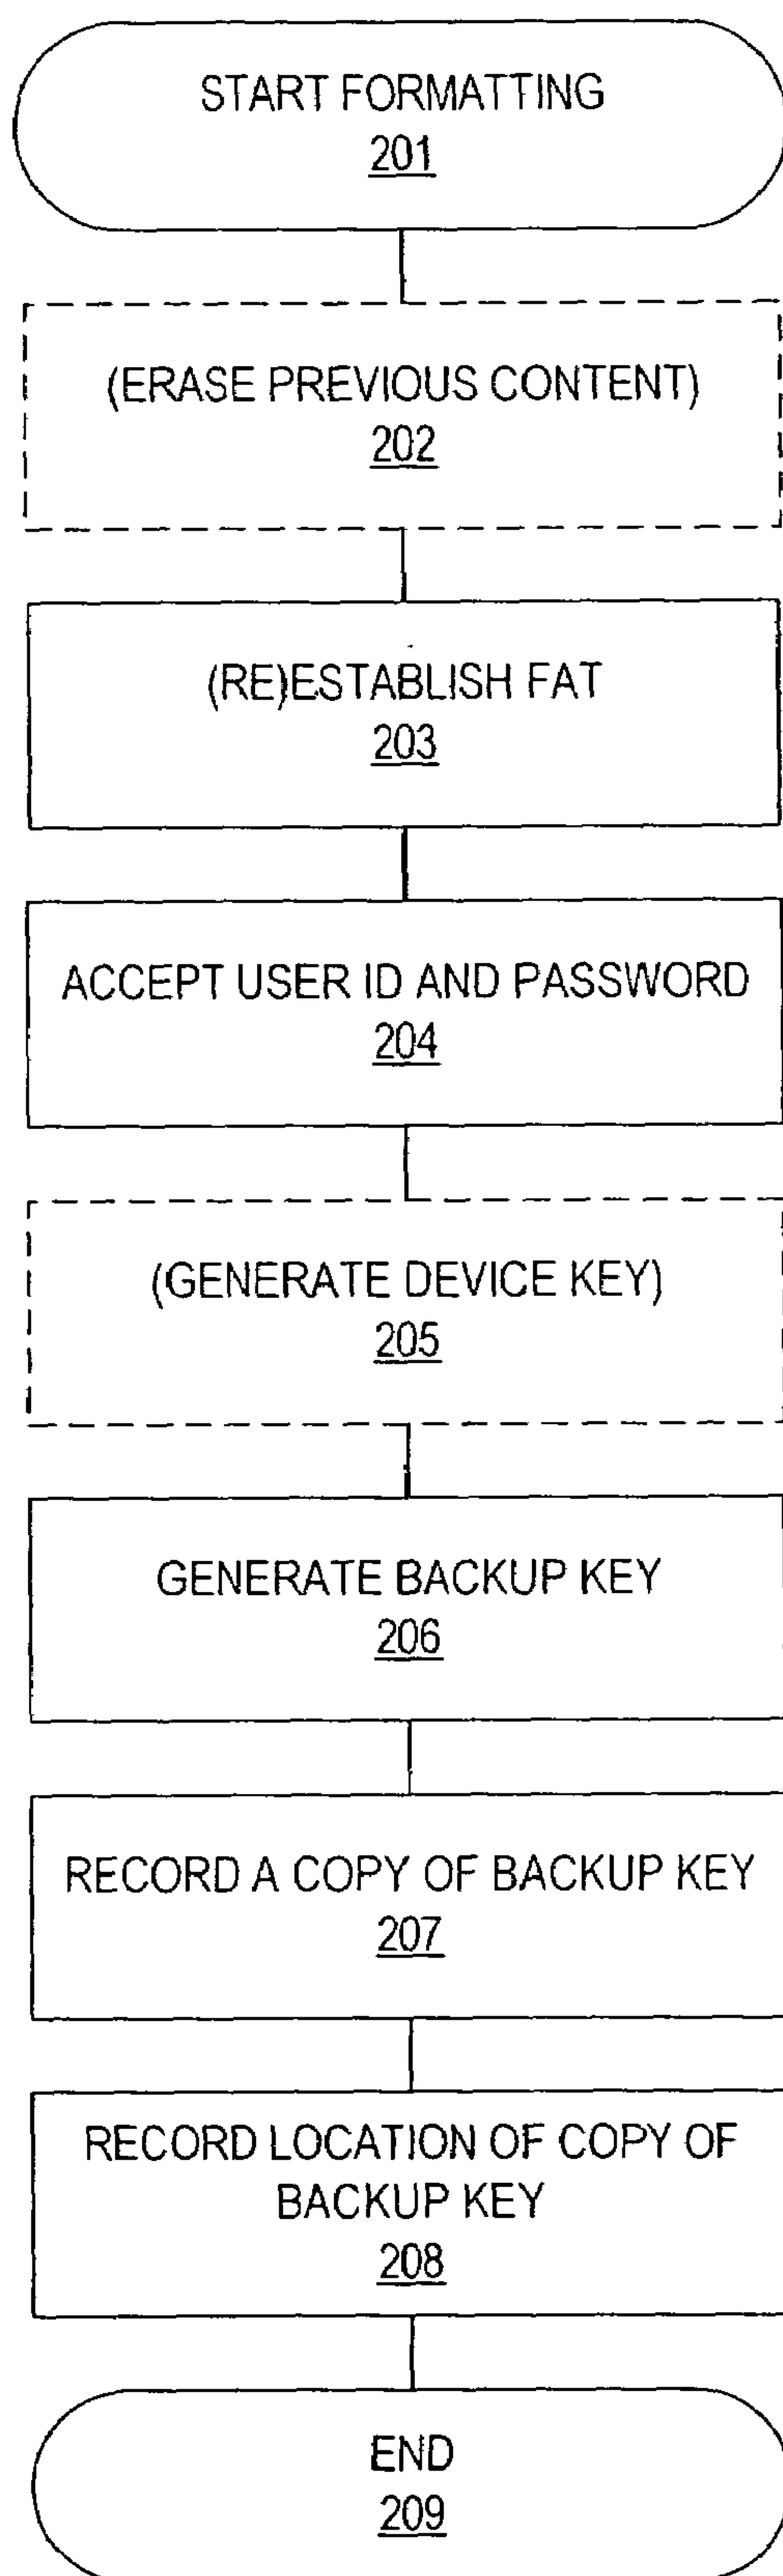 START FORMATTING
201
(ERASE PREVIOUS CONTENT)
202
(RE)ESTABLISH FAT
203
ACCEPT USER ID AND PASSWORD
204
(GENERATE DEVICE KEY)
205
GENERATE BACKUP KEY
206
RECORD A COPY OF BACKUP KEY
207
RECORD LOCATION OF COPY OF
BACKUP KEY
208
END
209